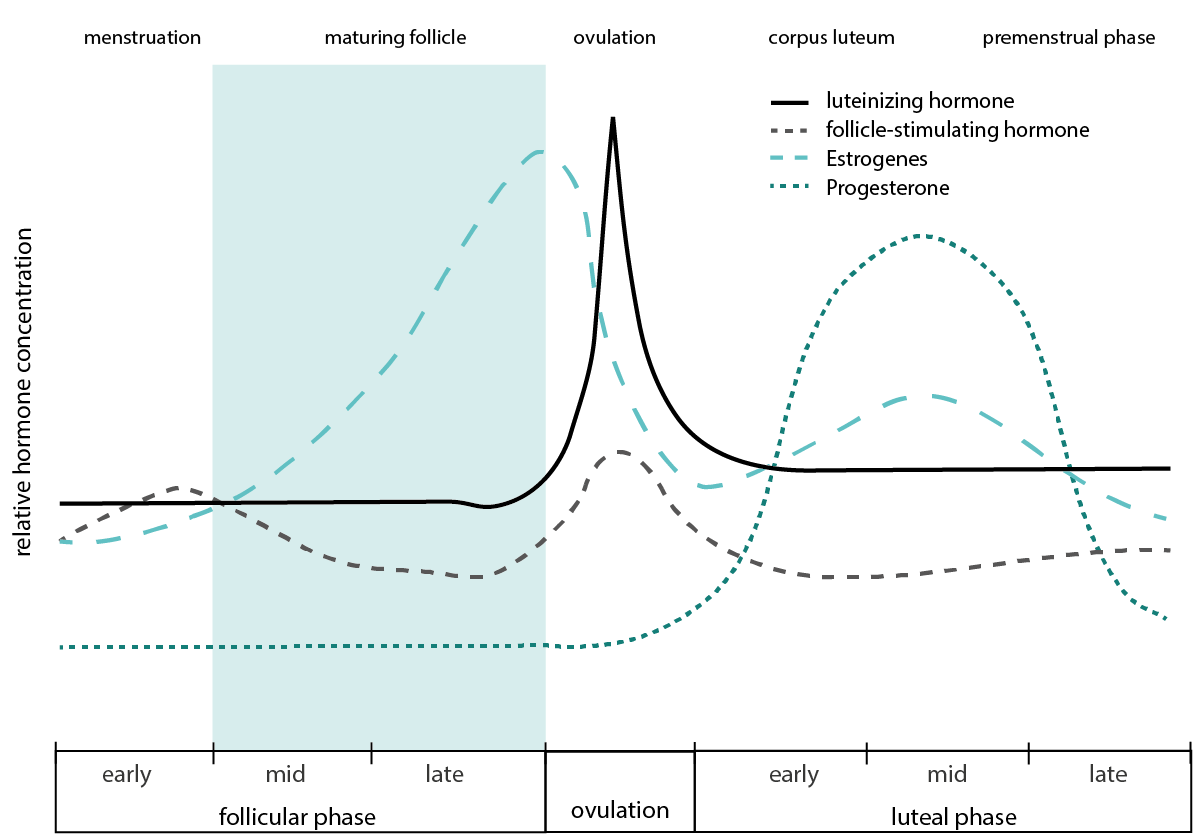 menstruation
maturing follicle
ovulation
corpus luteum
premenstrual phase
luteinizing hormone
follicle-stimulating hormone
Estrogenes
Progesterone
relative hormone concentration
early
mid
late
early
mid
late
follicular phase
ovulation
luteal phase